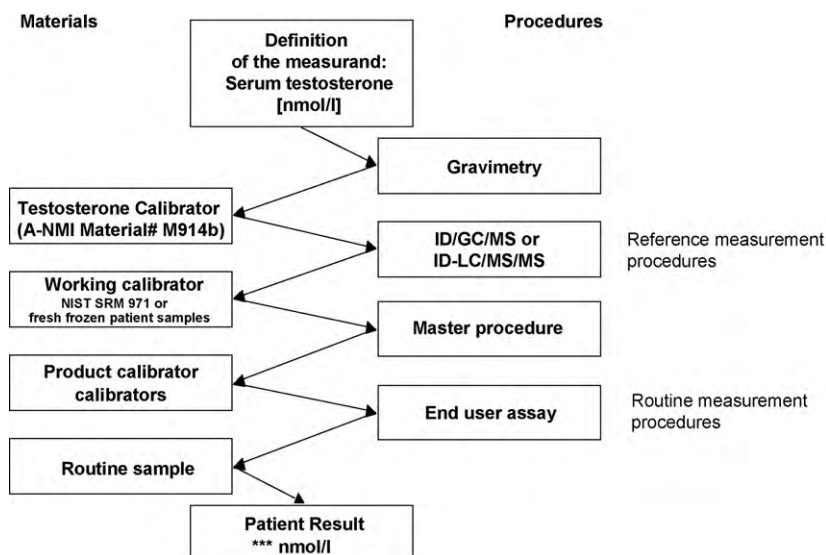 Materials
Procedures
Definition
of the measurand:
Serum testosterone
[nmol/l]
Gravimetry
Testosterone Calibrator
(A-NMI Material# M914b)
ID/GC/MS or
ID-LC/MS/MS
Reference measurement
procedures
Working calibrator
NIST SRM 971 or
fresh frozen patient samples
Master procedure
Product calibrator
calibrators
End user assay
Routine measurement
procedures
Routine sample
Patient Result
*** nmol/l